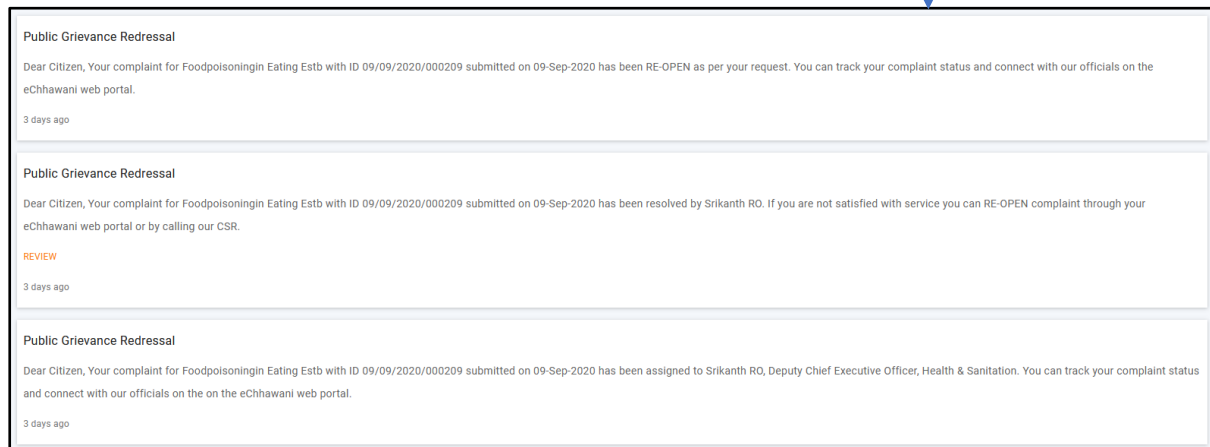 Public Grievance Redressal
Dear Citizen, Your complaint for Foodpoisoningin Eating Estb with ID 09/09/2020/000209 submitted on 09-Sep-2020 has been RE-OPEN as per your request. You can track your complaint status and connect with our officials on the
eChhawani web portal.
3 days ago
Public Grievance Redressal
Dear Citizen, Your complaint for Foodpoisoningin Eating Estb with ID 09/09/2020/000209 submitted on 09-Sep-2020 has been resolved by Srikanth RO. If you are not satisfied with service you can RE-OPEN complaint through your
eChhawani web portal or by calling our CSR.
REVIEW
3 days ago
Public Grievance Redressal
Dear Citizen, Your complaint for Foodpoisoningin Eating Estb with ID 09/09/2020/000209 submitted on 09-Sep-2020 has been assigned to Srikanth RO, Deputy Chief Executive Officer, Health & Sanitation. You can track your complaint status
and connect with our officials on the on the eChhawani web portal.
3 days ago